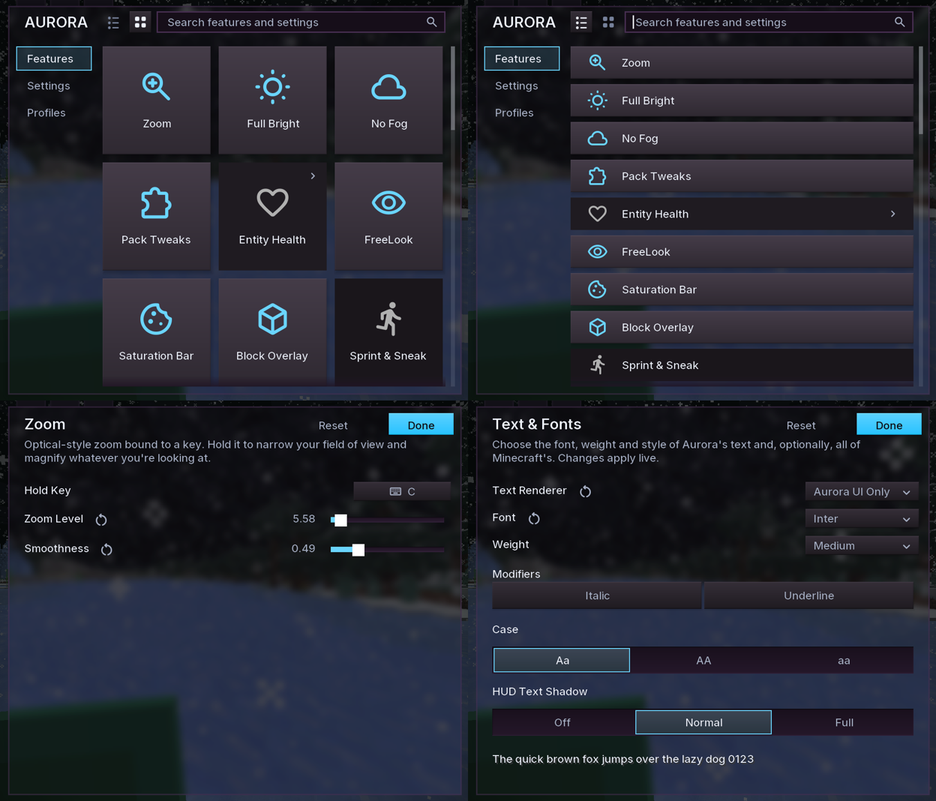 AURORA
Search features and settings
Features
Settings
Profiles
Zoom
Full Bright
No Fog
Pack Tweaks
Entity Health
FreeLook
Saturation Bar
Block Overlay
Sprint & Sneak
AURORA
Search features and settings
Features
Settings
Profiles
Zoom
Full Bright
No Fog
Pack Tweaks
Entity Health
FreeLook
Saturation Bar
Block Overlay
Sprint & Sneak
Zoom
Reset
Done
Optical-style zoom bound to a key. Hold it to narrow your field of view and
magnify whatever you're looking at.
Hold Key
C
Zoom Level
5.58
Smoothness
0.49
Text & Fonts
Reset
Done
Choose the font, weight and style of Aurora's text and, optionally, all of
Minecraft's. Changes apply live.
Text Renderer
Aurora UI Only
Font
Inter
Weight
Medium
Modifiers
Italic
Underline
Case
Aa
AA
aa
HUD Text Shadow
Off
Normal
Full
The quick brown fox jumps over the lazy dog 0123